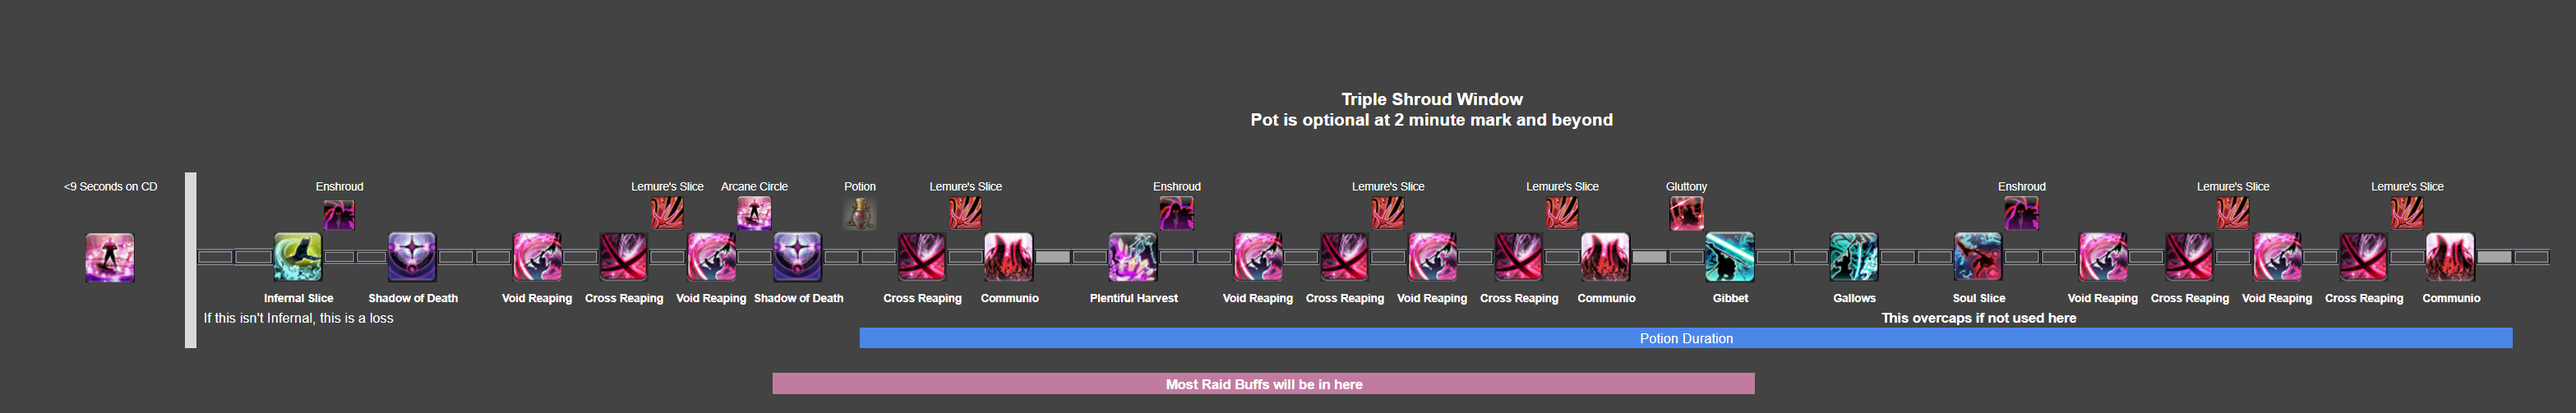 Triple Shroud Window
Pot is optional at 2 minute mark and beyond
<9 Seconds on CD
Enshroud
Lemure's Slice
Arcane Circle
Potion
Lemure's Slice
Enshroud
Lemure's Slice
Lemure's Slice
Gluttony
Enshroud
Lemure's Slice
Lemure's Slice
Infernal Slice
Shadow of Death
Void Reaping
Cross Reaping
Void Reaping
Shadow of Death
Cross Reaping
Communio
Plentiful Harvest
Void Reaping
Cross Reaping
Void Reaping
Cross Reaping
Communio
Gibbet
Gallows
Soul Slice
Void Reaping
Cross Reaping
Void Reaping
Cross Reaping
Communio
If this isn't Infernal, this is a loss
This overcaps if not used here
Potion Duration
Most Raid Buffs will be in here